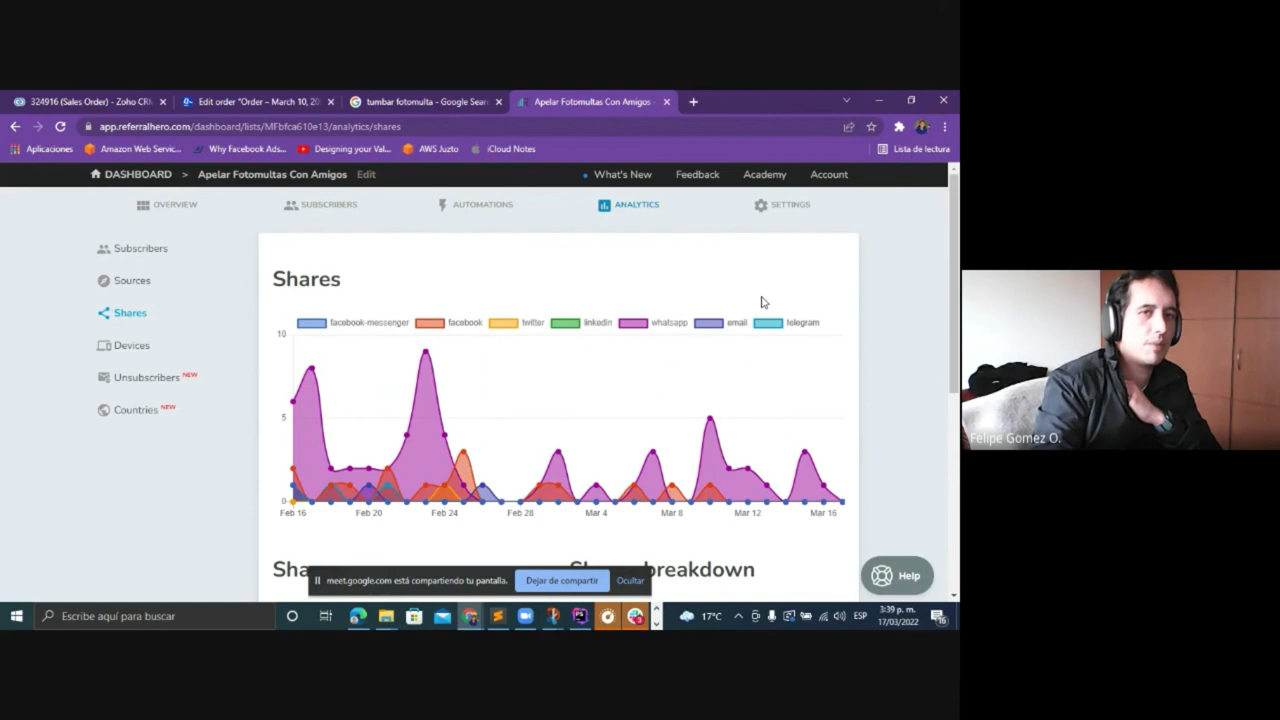 324916 (Sales Order) - Zoho CR
Edit order "Order – March 10, 20
tumbar fotomulta - Google Sear
Apelar Fotomultas Con Amigos -
app.referralhero.com/dashboard/lists/MFbfca610e13/analytics/shares
Aplicaciones
Amazon Web Servic...
Why Facebook Ads...
Designing your Val...
AWS Juzto
iCloud Notes
Lista de lectura
DASHBOARD > Apelar Fotomultas Con Amigos Edit
What's New
Feedback
Academy
Account
OVERVIEW
SUBSCRIBERS
AUTOMATIONS
ANALYTICS
SETTINGS
Subscribers
Sources
Shares
Devices
Unsubscribers NEW
Countries NEW
Shares
facebook-messenger facebook twitter linkedin whatsapp email telegram
10
5
0
Feb 16 Feb 20 Feb 24 Feb 28 Mar 4 Mar 8 Mar 12 Mar 16
breakdown
meet.google.com está compartiendo tu pantalla.
Dejar de compartir
Ocultar
Help
Escribe aquí para buscar
17°C
ESP
3:39 p. m.
17/03/2022
16
Felipe Gomez O.